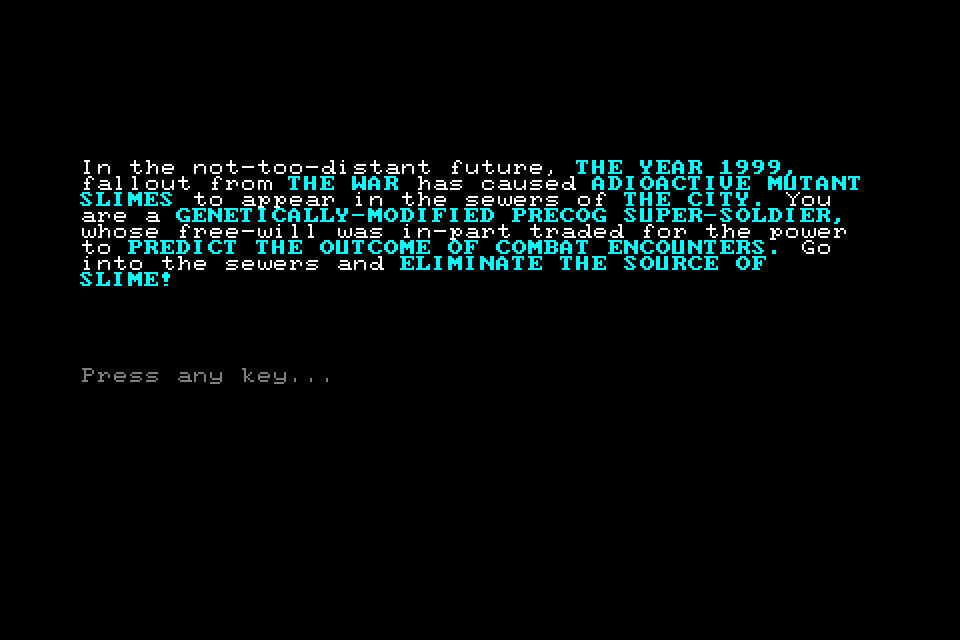 In the not-too-distant future, THE YEAR 1999,
fallout from THE WAR has caused ADIOACTIVE MUTANT
SLIMES to appear in the sewers of THE CITY. You
are a GENETICALLY-MODIFIED PRECOG SUPER-SOLDIER,
whose free-will was in-part traded for the power
to PREDICT THE OUTCOME OF COMBAT ENCOUNTERS. Go
into the sewers and ELIMINATE THE SOURCE OF
SLIME!
Press any key...